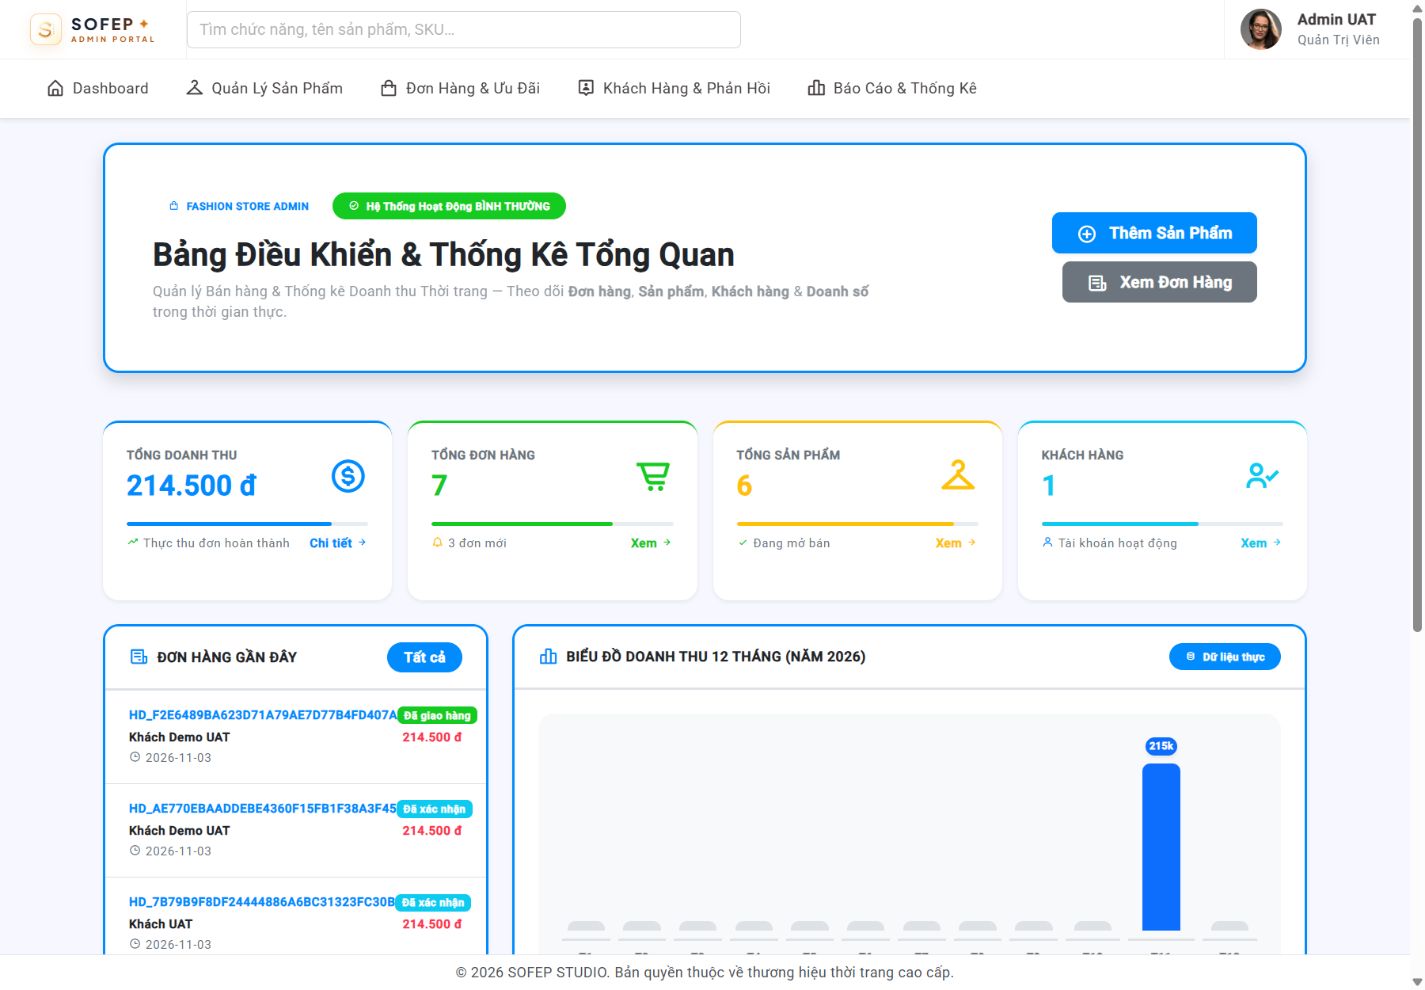 SOFEP
ADMIN PORTAL
Tìm chức năng, tên sản phẩm, SKU...
Admin UAT
Quản Trị Viên
Dashboard
Quản Lý Sản Phẩm
Đơn Hàng & Ưu Đãi
Khách Hàng & Phản Hồi
Báo Cáo & Thống Kê
FASHION STORE ADMIN
Hệ Thống Hoạt Động BÌNH THƯỜNG
Bảng Điều Khiển & Thống Kê Tổng Quan
Quản lý Bán hàng & Thống kê Doanh thu Thời trang — Theo dõi Đơn hàng, Sản phẩm, Khách hàng & Doanh số
trong thời gian thực.
Thêm Sản Phẩm
Xem Đơn Hàng
TỔNG DOANH THU
214.500 đ
Thực thu đơn hoàn thành
Chi tiết
TỔNG ĐƠN HÀNG
7
3 đơn mới
Xem
TỔNG SẢN PHẨM
6
Đang mở bán
Xem
KHÁCH HÀNG
1
Tài khoản hoạt động
Xem
ĐƠN HÀNG GẦN ĐÂY
Tất cả
HD_F2E6489BA623D71A79AE7D77B4FD407A
Đã giao hàng
Khách Demo UAT
214.500 đ
2026-11-03
HD_AE770EBAADDEBE4360F15FB1F38A3F45
Đã xác nhận
Khách Demo UAT
214.500 đ
2026-11-03
HD_7B79B9F8DF24444886A6BC31323FC30B
Đã xác nhận
Khách UAT
214.500 đ
2026-11-03
BIỂU ĐỒ DOANH THU 12 THÁNG (NĂM 2026)
Dữ liệu thực
215k
© 2026 SOFEP STUDIO. Bản quyền thuộc về thương hiệu thời trang cao cấp.